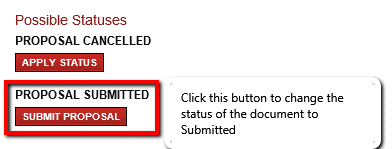 Possible Statuses
PROPOSAL CANCELLED
APPLY STATUS
PROPOSAL SUBMITTED
SUBMIT PROPOSAL
Click this button to change the
status of the document to
Submitted